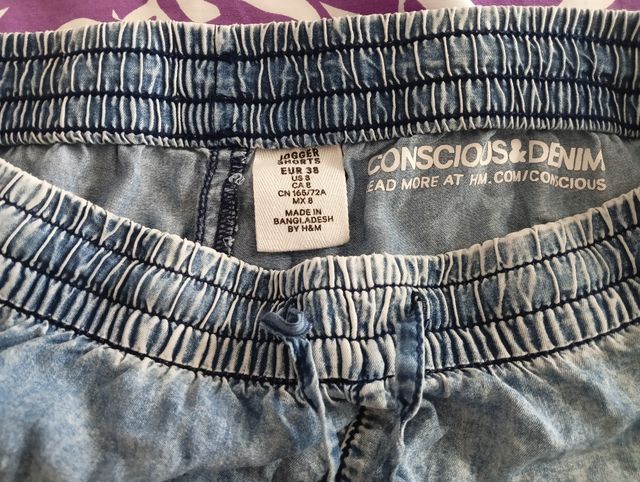 JOGGER
SHORTS
EUR 38
US 8
CA 8
CN 165/72A
MX 8
MADE IN
BANGLADESH
BY H&M
CONSCIOUS&DENIM
EAD MORE AT HM.COM/CONSCIOUS